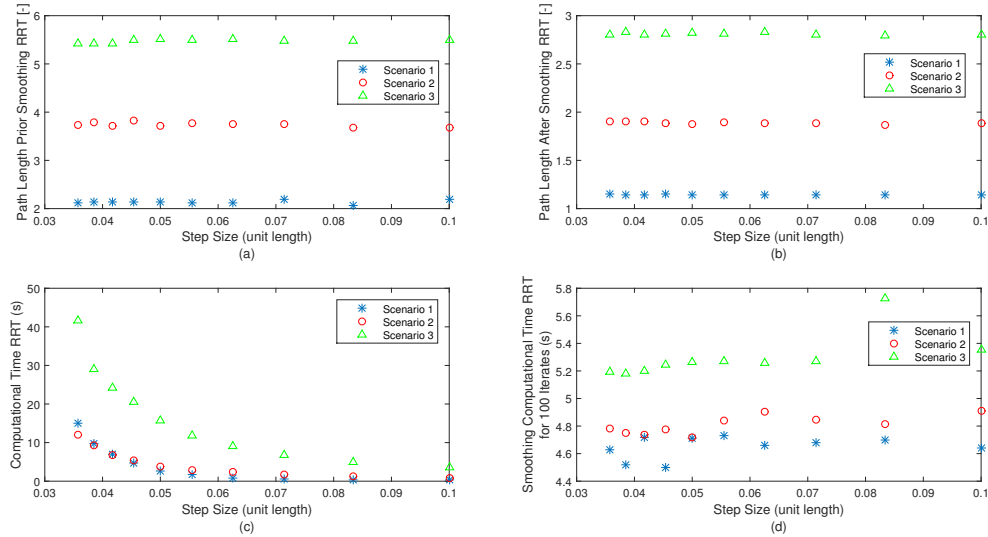 Path Length Prior Smoothing RRT [-]
6
5
4
3
2
0.03 0.04 0.05 0.06 0.07 0.08 0.09 0.1
Step Size (unit length)
(a)
Scenario 1
Scenario 2
Scenario 3
Path Length After Smoothing RRT [-]
3
2.5
2
1.5
1
0.03 0.04 0.05 0.06 0.07 0.08 0.09 0.1
Step Size (unit length)
(b)
Scenario 1
Scenario 2
Scenario 3
Computational Time RRT (s)
50
40
30
20
10
0
0.03 0.04 0.05 0.06 0.07 0.08 0.09 0.1
Step Size (unit length)
(c)
Scenario 1
Scenario 2
Scenario 3
Smoothing Computational Time RRT
for 100 Iterates (s)
5.8
5.6
5.4
5.2
5
4.8
4.6
4.4
0.03 0.04 0.05 0.06 0.07 0.08 0.09 0.1
Step Size (unit length)
(d)
Scenario 1
Scenario 2
Scenario 3